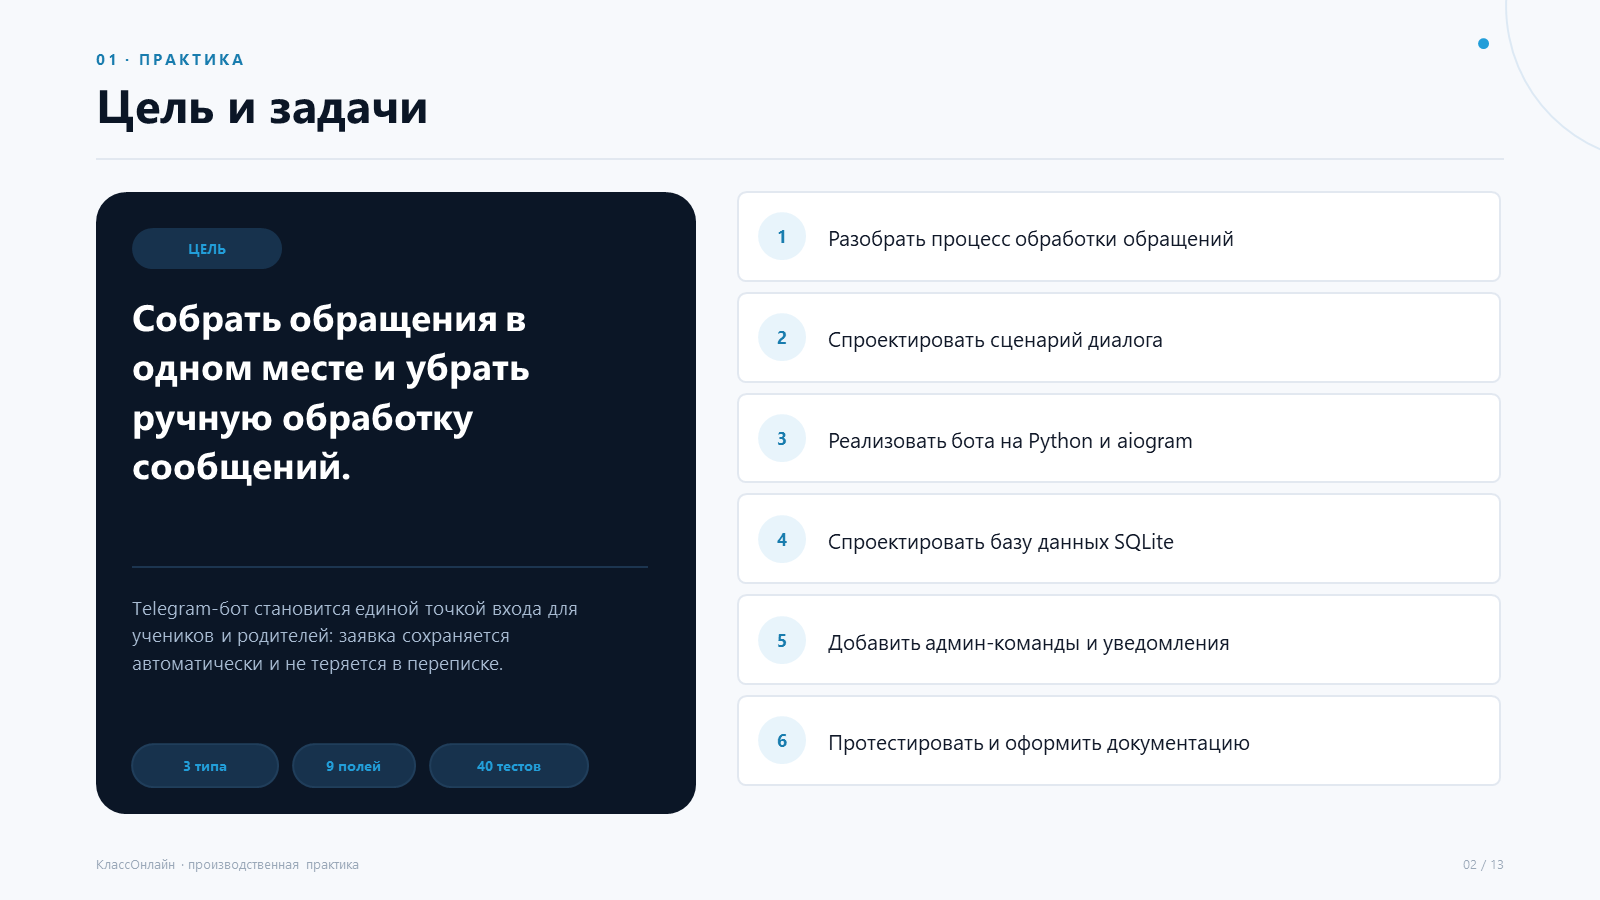 01 · ПРАКТИКА
Цель и задачи
ЦЕЛЬ
Собрать обращения в
одном месте и убрать
ручную обработку
сообщений.
Telegram-бот становится единой точкой входа для
учеников и родителей: заявка сохраняется
автоматически и не теряется в переписке.
3 типа
9 полей
40 тестов
1 Разобрать процесс обработки обращений
2 Спроектировать сценарий диалога
3 Реализовать бота на Python и aiogram
4 Спроектировать базу данных SQLite
5 Добавить админ-команды и уведомления
6 Протестировать и оформить документацию
КлассОнлайн · производственная практика
02 / 13